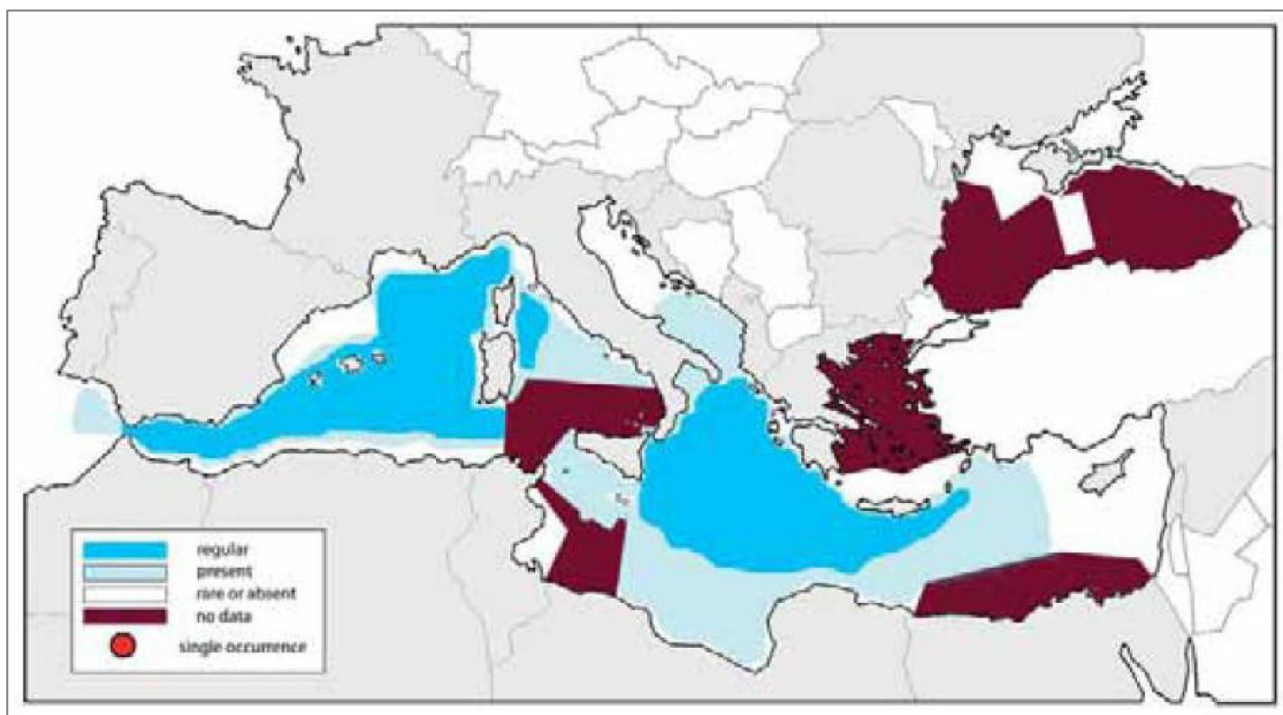 regular
present
rare or absent
no data
single occurrence